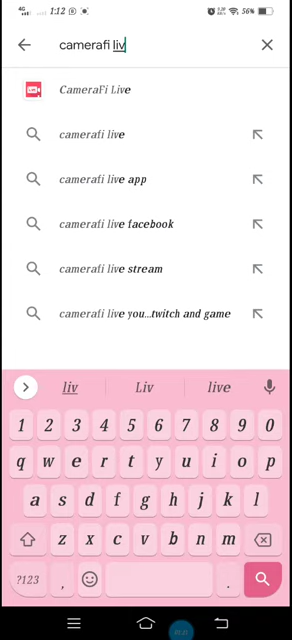 4G 1:12 56%
camerafi liv
CameraFi Live
camerafi live
camerafi live app
camerafi live facebook
camerafi live stream
camerafi live you...twitch and game
liv Liv live
1 2 3 4 5 6 7 8 9 0
q w e r t y u i o p
a s d f g h j k l
z x c v b n m
?123 , .